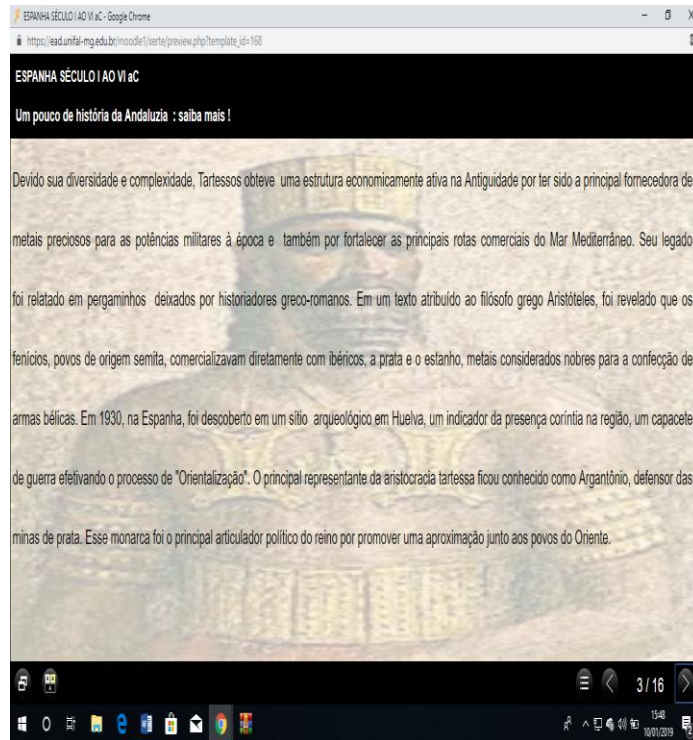 ESPANHA SÉCULO I AO VI aC - Google Chrome
https://ead.unifal-mg.edu.br/moodle1/xerte/preview.php?template_id=168
ESPANHA SÉCULO I AO VI aC
Um pouco de história da Andaluzia : saiba mais !
Devido sua diversidade e complexidade, Tartessos obteve uma estrutura economicamente ativa na Antiguidade por ter sido a principal fornecedora de
metais preciosos para as potências militares à época e também por fortalecer as principais rotas comerciais do Mar Mediterrâneo. Seu legado
foi relatado em pergaminhos deixados por historiadores greco-romanos. Em um texto atribuído ao filósofo grego Aristóteles, foi revelado que os
fenícios, povos de origem semita, comercializavam diretamente com ibéricos, a prata e o estanho, metais considerados nobres para a confecção de
armas bélicas. Em 1930, na Espanha, foi descoberto em um sítio arqueológico em Huelva, um indicador da presença coríntia na região, um capacete
de guerra efetivando o processo de "Orientalização". O principal representante da aristocracia tartessa ficou conhecido como Argantônio, defensor das
minas de prata. Esse monarca foi o principal articulador político do reino por promover uma aproximação junto aos povos do Oriente.
3 / 16
15:48
10/01/2019